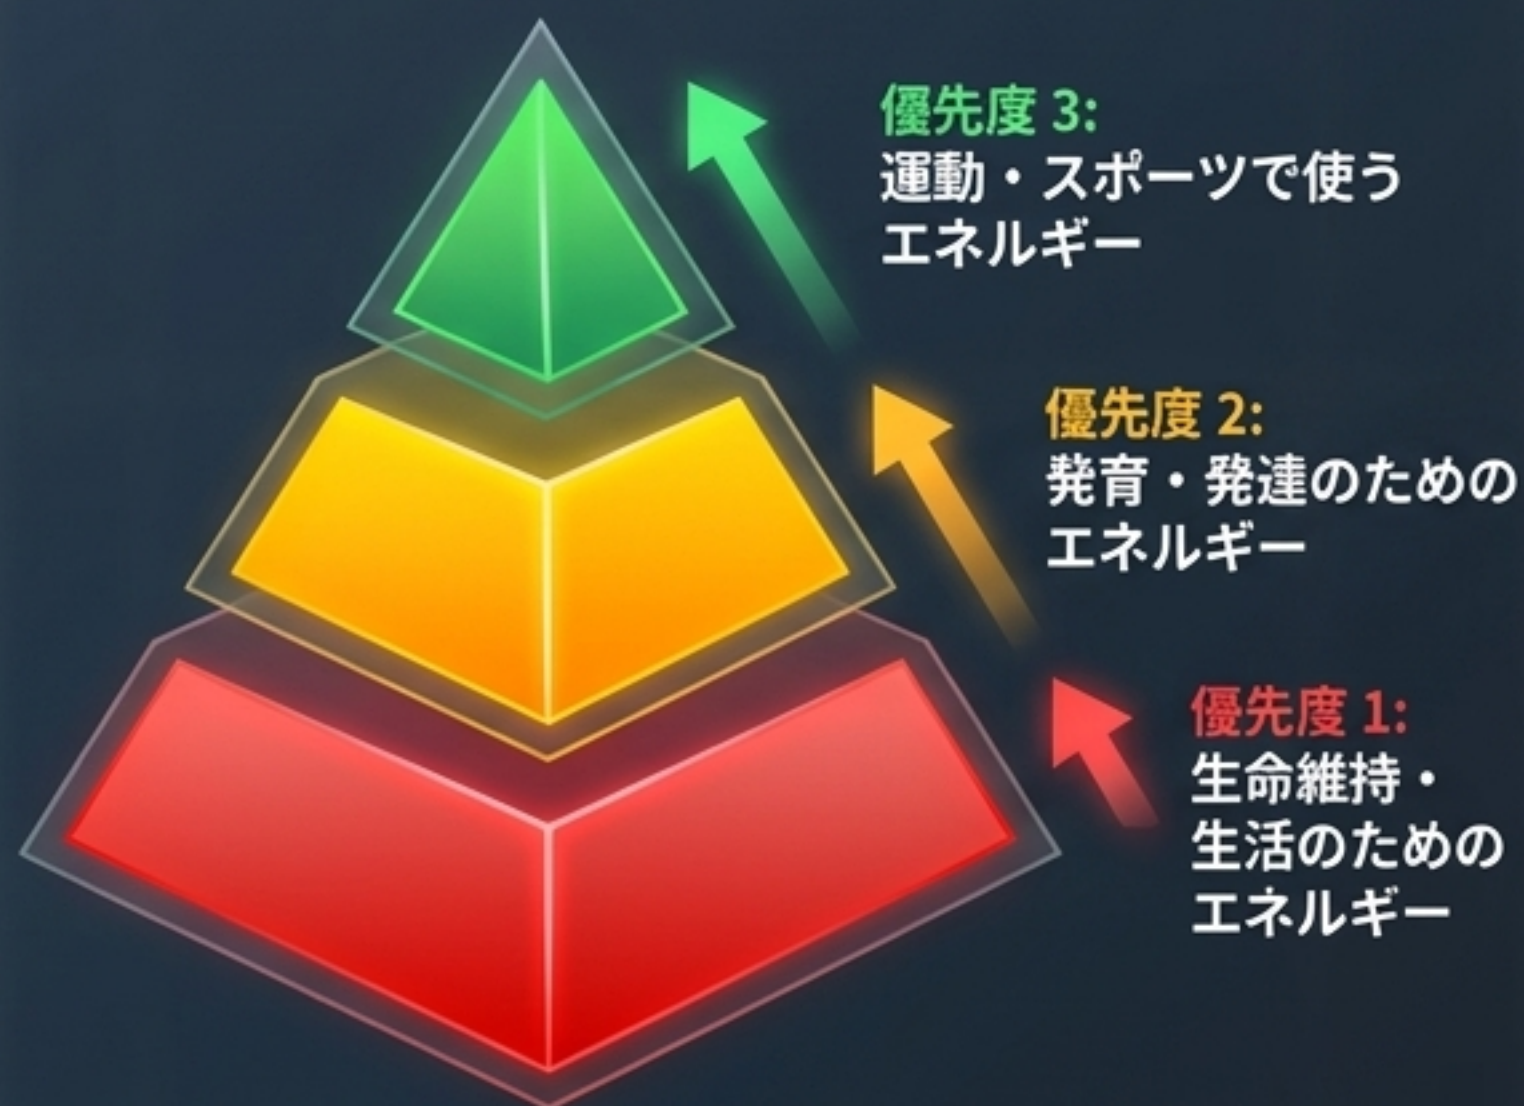 優先度 3:
運動・スポーツで使う
エネルギー
優先度 2:
発育・発達のための
エネルギー
優先度 1:
生命維持・
生活のための
エネルギー